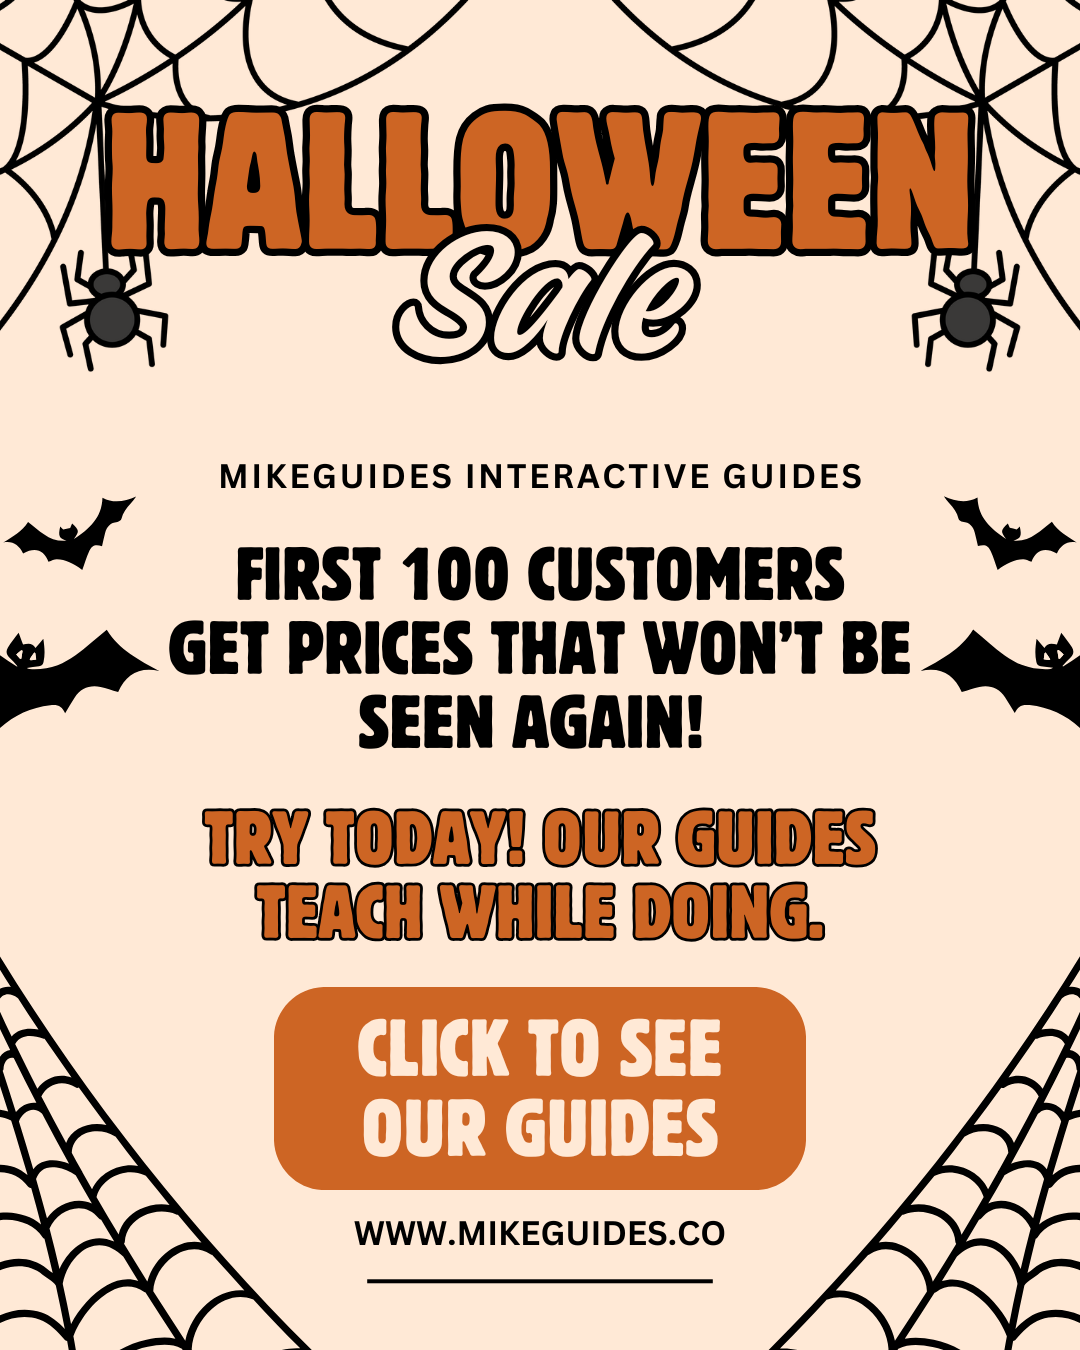 HALLOWEEN
Sale
MIKEGUIDES INTERACTIVE GUIDES
FIRST 100 CUSTOMERS
GET PRICES THAT WON'T BE
SEEN AGAIN!
TRY TODAY! OUR GUIDES
TEACH WHILE DOING.
CLICK TO SEE
OUR GUIDES
WWW.MIKEGUIDES.CO